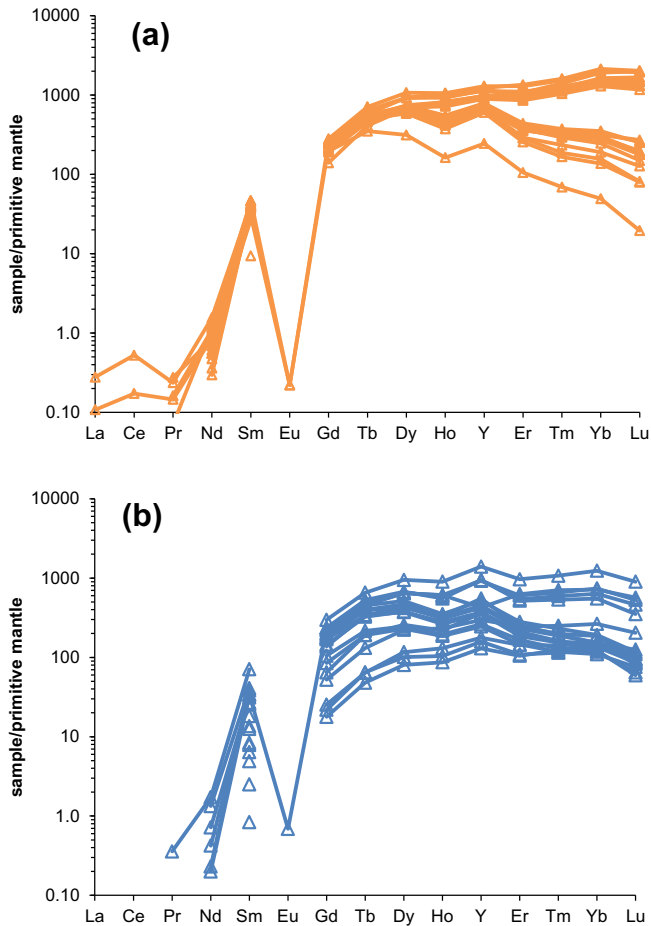 (a)
sample/primitive mantle
10000
1000
100
10
1.0
0.10
La Ce Pr Nd Sm Eu Gd Tb Dy Ho Y Er Tm Yb Lu
(b)
sample/primitive mantle
10000
1000
100
10
1.0
0.10
La Ce Pr Nd Sm Eu Gd Tb Dy Ho Y Er Tm Yb Lu